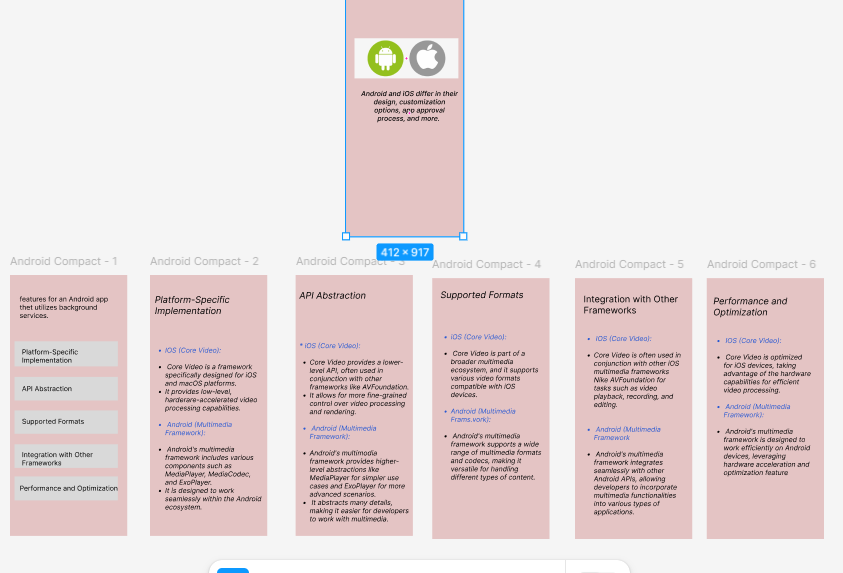 Android and iOS differ in their
design, customization
options, app approval
process, and more.
412 × 917
Android Compact - 1
features for an Android app
thet utilizes background
services.
Platform-Specific
Implementation
API Abstraction
Supported Formats
Integration with Other
Frameworks
Performance and Optimization
Android Compact - 2
Platform-Specific
Implementation
• iOS (Core Video):
• Core Video is a framework
specifically designed for iOS
and macOS platforms.
• It provides low-level,
harderare-accelerated video
processing capabilities.
• Android (Multimedia
Framework):
• Android's multimedia
framework includes various
components such as
MediaPlayer, MediaCodec,
and ExoPlayer.
• It is designed to work
seamlessly within the Android
ecosystem.
Android Compact - 3
API Abstraction
* iOS (Core Video):
• Core Video provides a lower-
level API, often used in
conjunction with other
frameworks like AVFoundation.
• It allows for more fine-grained
control over video processing
and rendering.
• Android (Multimedia
Framework):
• Android's multimedia
framework provides higher-
level abstractions like
MediaPlayer for simpler use
cases and ExoPlayer for more
advanced scenarios.
• It abstracts many details,
making it easier for developers
to work with multimedia.
Android Compact - 4
Supported Formats
• iOS (Core Video):
• Core Video is part of a
broader multimedia
ecosystem, and it supports
various video formats
compatible with iOS
devices.
• Android (Multimedia
Frams.vork):
• Android's multimedia
framework supports a wide
range of multimedia formats
and codecs, making it
versatile for handling
different types of content.
Android Compact - 5
Integration with Other
Frameworks
• iOS (Core Video):
• Core Video is often used in
conjunction with other iOS
multimedia frameworks
Nike AVFoundation for
tasks such as video
playback, recording, and
editing.
• Android (Multimedia
Framework
• Android's multimedia
framework integrates
seamlessly with other
Android APIs, allowing
developers to incorporate
multimedia functionalities
into various types of
applications.
Android Compact - 6
Performance and
Optimization
• iOS (Core Video):
• Core Video is optimized
for iOS devices, taking
advantage of the hardware
capabilities for efficient
video processing.
• Android (Multimedia
Framework):
• Android's multimedia
framework is designed to
work efficiently on Android
devices, leveraging
hardware acceleration and
optimization feature